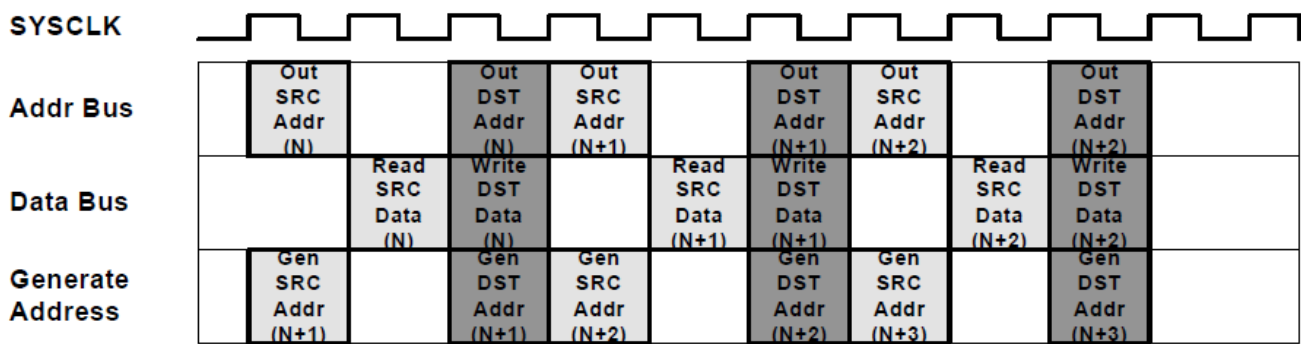 SYSCLK
Addr Bus
Out
SRC
Addr
(N)
Out
DST
Addr
(N)
Out
SRC
Addr
(N+1)
Out
DST
Addr
(N+1)
Out
SRC
Addr
(N+2)
Out
DST
Addr
(N+2)
Data Bus
Read
SRC
Data
(N)
Write
DST
Data
(N)
Read
SRC
Data
(N+1)
Write
DST
Data
(N+1)
Read
SRC
Data
(N+2)
Write
DST
Data
(N+2)
Generate
Address
Gen
SRC
Addr
(N+1)
Gen
DST
Addr
(N+1)
Gen
SRC
Addr
(N+2)
Gen
DST
Addr
(N+2)
Gen
SRC
Addr
(N+3)
Gen
DST
Addr
(N+3)